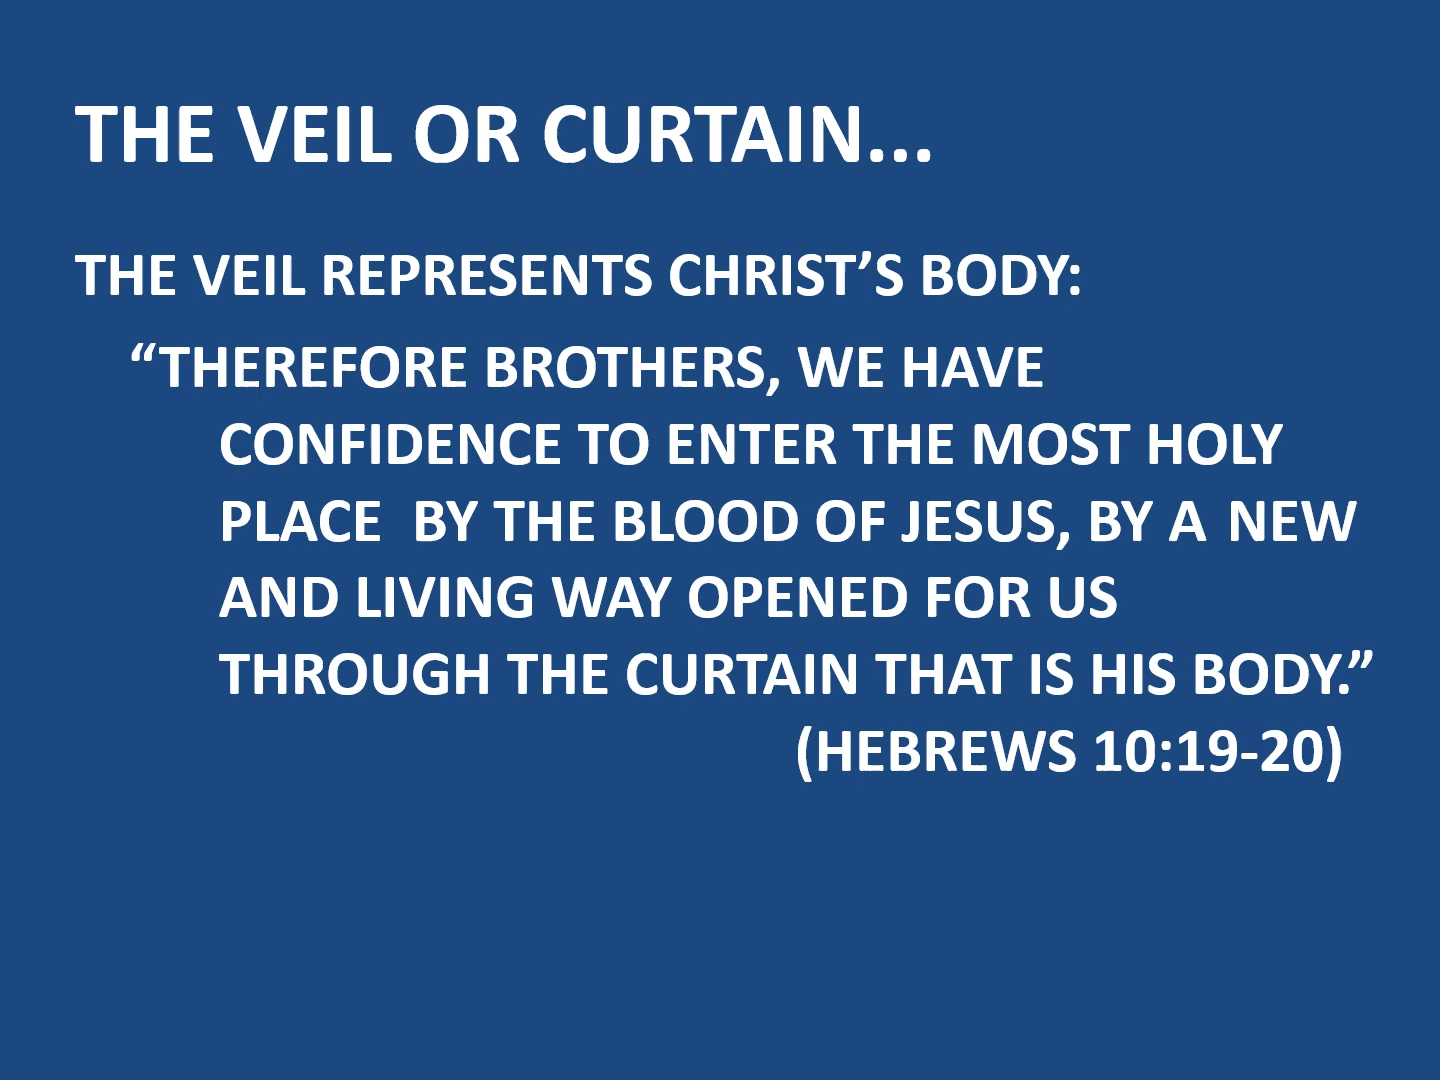 THE VEIL OR CURTAIN...
THE VEIL REPRESENTS CHRIST’S BODY:
“THEREFORE BROTHERS, WE HAVE
CONFIDENCE TO ENTER THE MOST HOLY
PLACE  BY THE BLOOD OF JESUS, BY A NEW
AND LIVING WAY OPENED FOR US
THROUGH THE CURTAIN THAT IS HIS BODY.”
(HEBREWS 10:19-20)